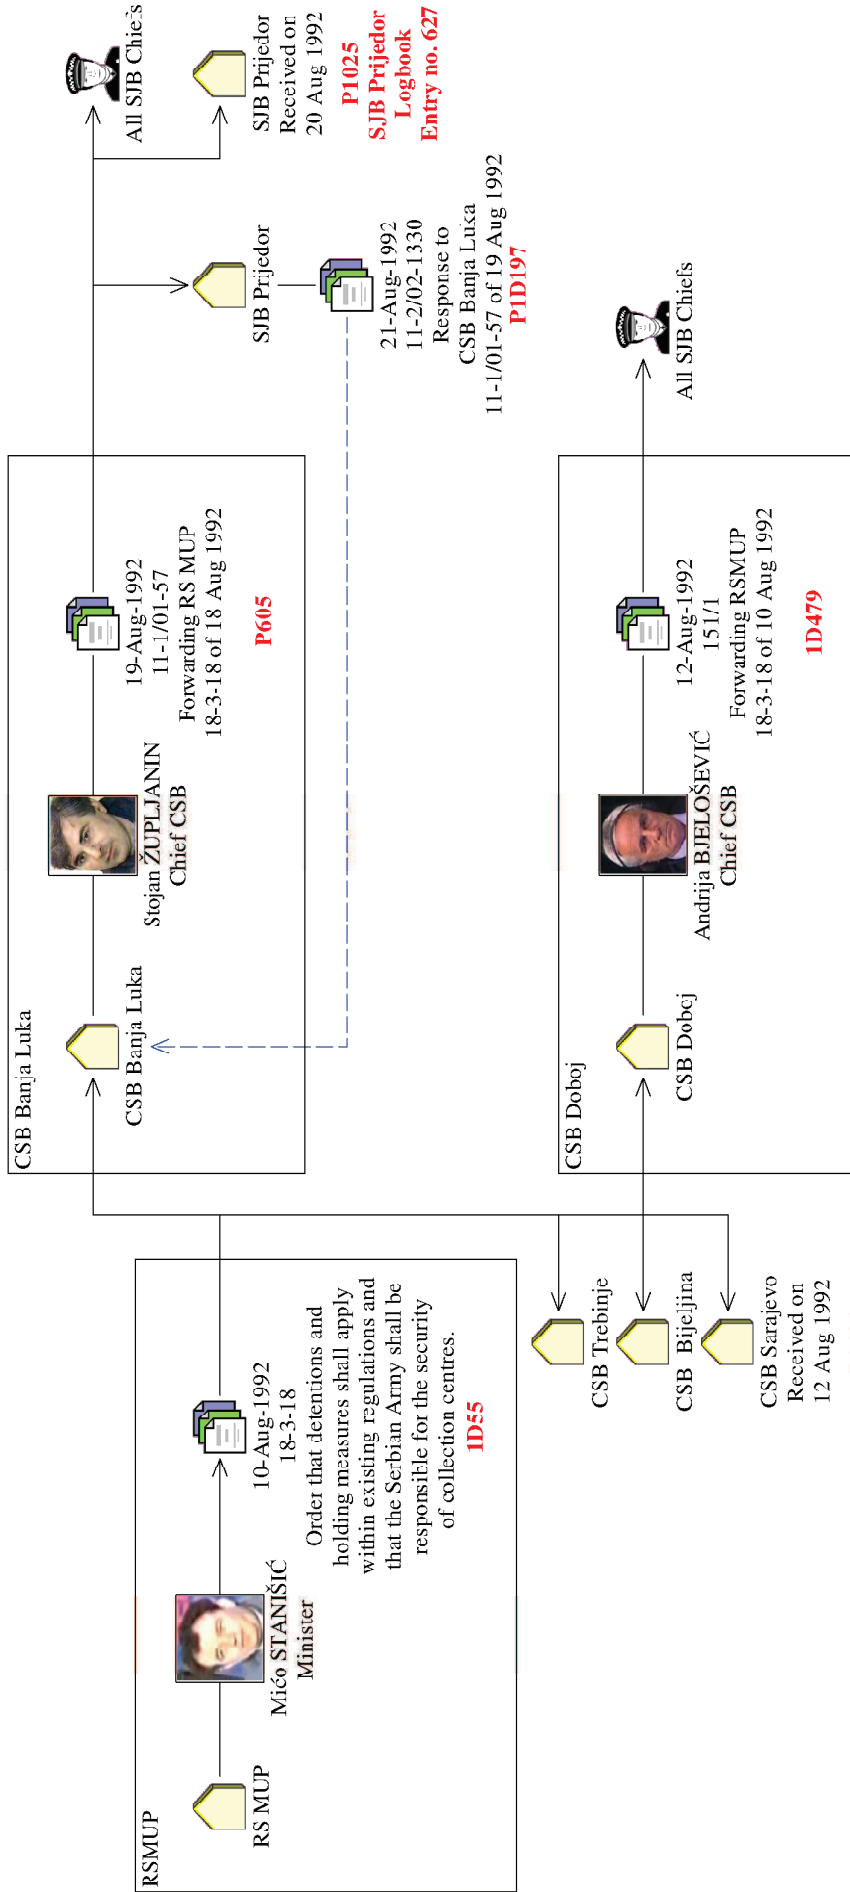 RSMUP
RS MUP
Mićo STANIŠIĆ
Minister
10-Aug-1992
18-3-18
Order that detentions and
holding measures shall apply
within existing regulations and
that the Serbian Army shall be
responsible for the security
of collection centres.
1D55
CSB Banja Luka
CSB Banja Luka
Stojan ŽUPLJANIN
Chief CSB
19-Aug-1992
11-1/01-57
Forwarding RS MUP
18-3-18 of 18 Aug 1992
P605
All SJB Chiefs
SJB Prijedor
Received on
20 Aug 1992
P1025
SJB Prijedor
Logbook
Entry no. 627
SJB Prijedor
21-Aug-1992
11-2/02-1330
Response to
CSB Banja Luka
11-1/01-57 of 19 Aug 1992
P1D197
CSB Trebinje
CSB Bijeljina
CSB Sarajevo
Received on
12 Aug 1992
CSB Doboj
CSB Doboj
Andrija BJELOŠEVIĆ
Chief CSB
12-Aug-1992
151/1
Forwarding RSMUP
18-3-18 of 10 Aug 1992
1D479
All SJB Chiefs